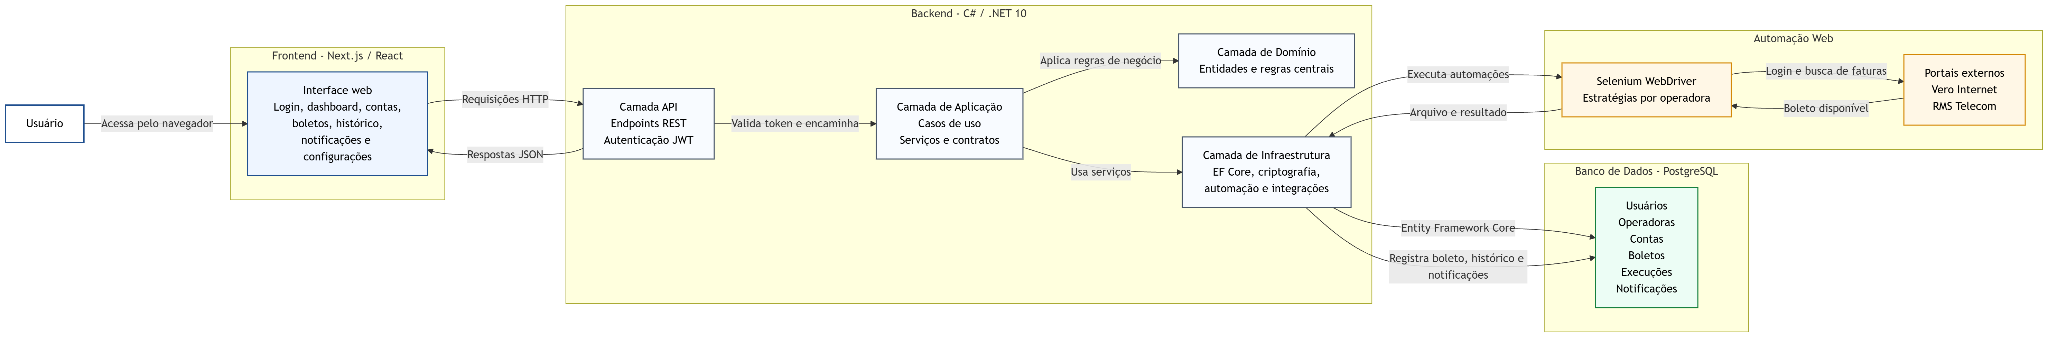 Usuário
Acessa pelo navegador
Frontend - Next.js / React
Interface web
Login, dashboard, contas,
boletos, histórico,
notificações e
configurações
Requisições HTTP
Respostas JSON
Backend - C# / .NET 10
Camada API
Endpoints REST
Autenticação JWT
Valida token e encaminha
Camada de Aplicação
Casos de uso
Serviços e contratos
Aplica regras de negócio
Usa serviços
Camada de Domínio
Entidades e regras centrais
Camada de Infraestrutura
EF Core, criptografia,
automação e integrações
Executa automações
Arquivo e resultado
Entity Framework Core
Registra boleto, histórico e
notificações
Automação Web
Selenium WebDriver
Estratégias por operadora
Login e busca de faturas
Boleto disponível
Portais externos
Vero Internet
RMS Telecom
Banco de Dados - PostgreSQL
Usuários
Operadoras
Contas
Boletos
Execuções
Notificações